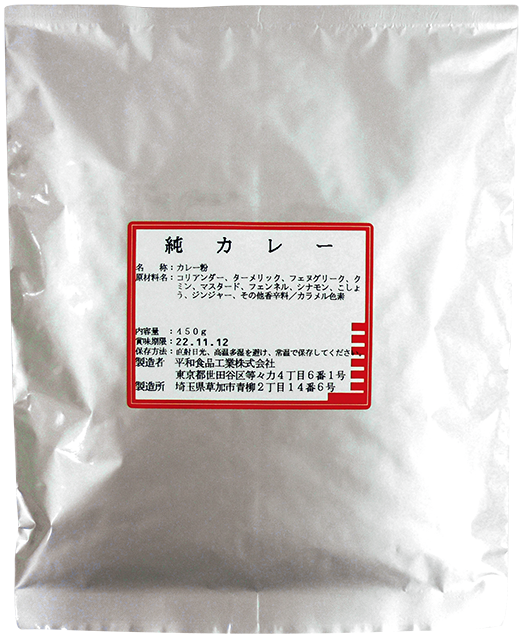 純カレー
名　　称：カレー粉
原材料名：コリアンダー、ターメリック、フェヌグリーク、ク
ミン、マスタード、フェンネル、シナモン、こしょ
う、ジンジャー、その他香辛料／カラメル色素
内容量　：450g
賞味期限：22.11.12
保存方法：直射日光、高温多湿を避け、常温で保存してください。
製造者　平和食品工業株式会社
東京都世田谷区等々力4丁目6番1号
製造所　埼玉県草加市青柳2丁目14番6号